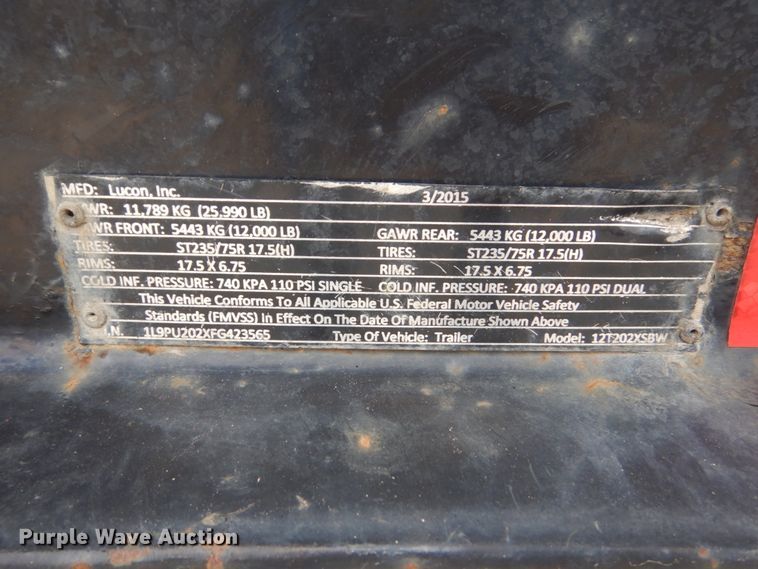 MFD: Lucon, Inc. 3/2015
WR: 11,789 KG (25,990 LB)
WR FRONT: 5443 KG (12,000 LB) GAWR REAR: 5443 KG (12,000 LB)
TIRES: ST235/75R 17.5(H) TIRES: ST235/75R 17.5(H)
RIMS: 17.5 X 6.75 RIMS: 17.5 X 6.75
COLD INF. PRESSURE: 740 KPA 110 PSI SINGLE COLD INF. PRESSURE: 740 KPA 110 PSI DUAL
This Vehicle Conforms To All Applicable U.S. Federal Motor Vehicle Safety
Standards (FMVSS) In Effect On The Date Of Manufacture Shown Above
I.N. 1L9PU202XFG423565 Type Of Vehicle: Trailer Model: 12T202XSBW
Purple Wave Auction